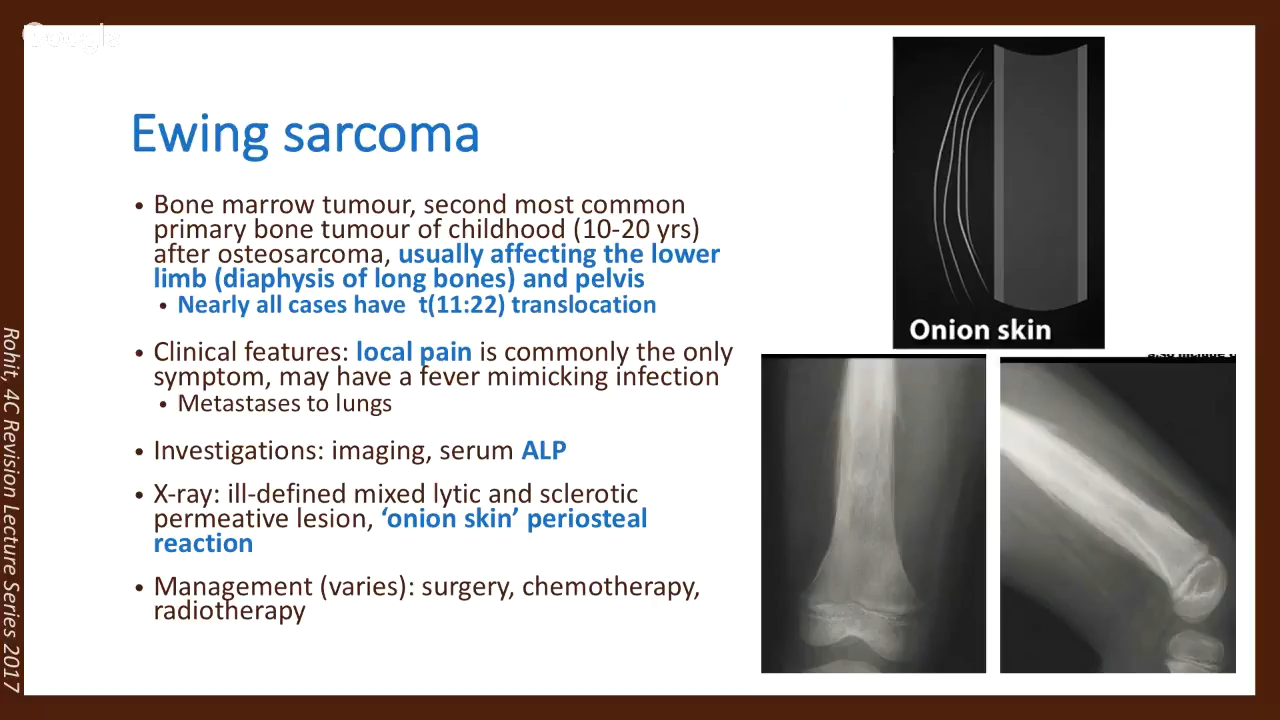 Google
Ewing sarcoma
• Bone marrow tumour, second most common
primary bone tumour of childhood (10-20 yrs)
after osteosarcoma, usually affecting the lower
limb (diaphysis of long bones) and pelvis
• Nearly all cases have t(11:22) translocation
• Clinical features: local pain is commonly the only
symptom, may have a fever mimicking infection
• Metastases to lungs
• Investigations: imaging, serum ALP
• X-ray: ill-defined mixed lytic and sclerotic
permeative lesion, ‘onion skin’ periosteal
reaction
• Management (varies): surgery, chemotherapy,
radiotherapy
Onion skin
Rohit, 4C Revision Lecture Series 2017